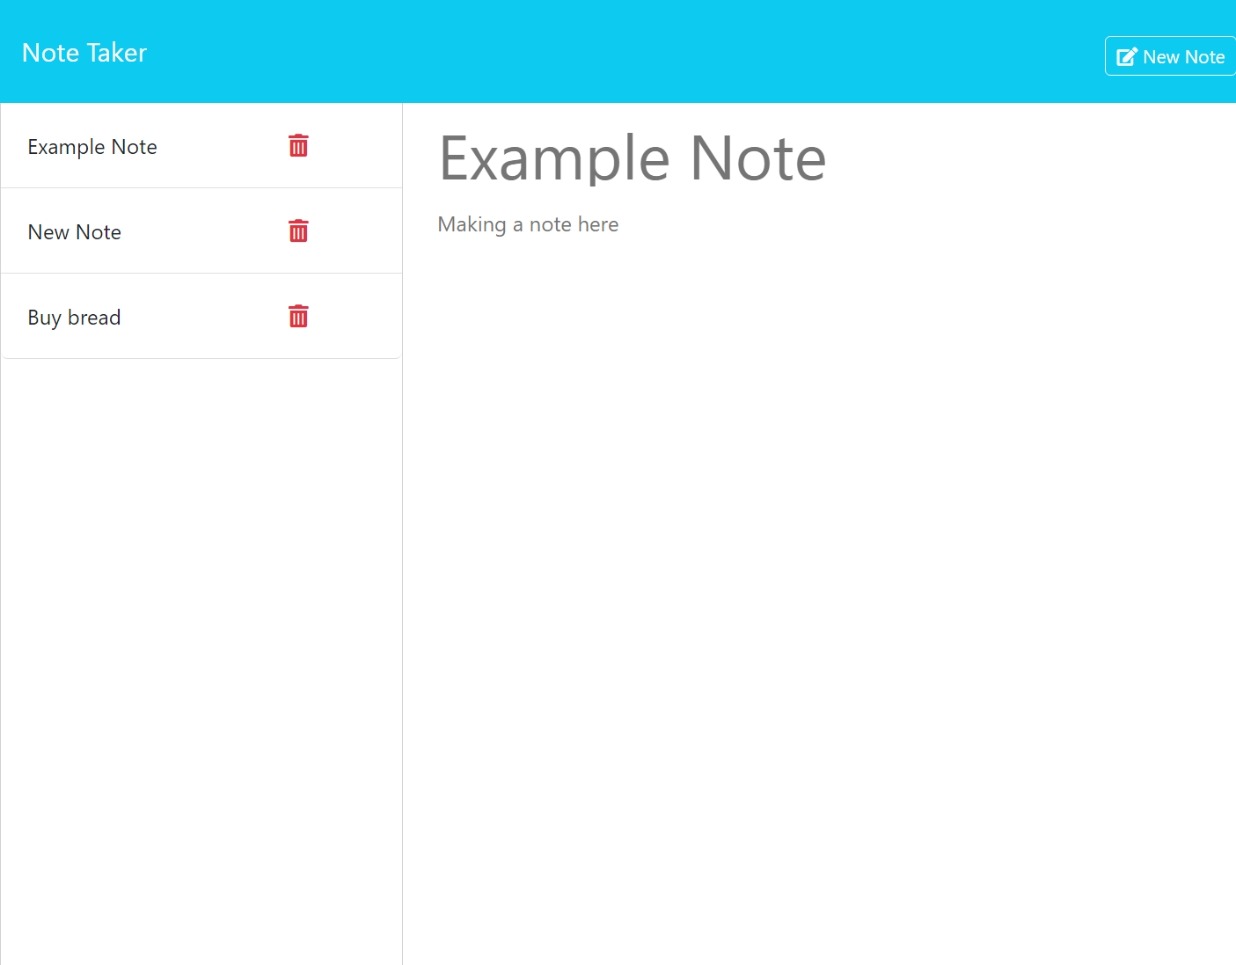 Note Taker
New Note
Example Note
New Note
Buy bread
Example Note
Making a note here